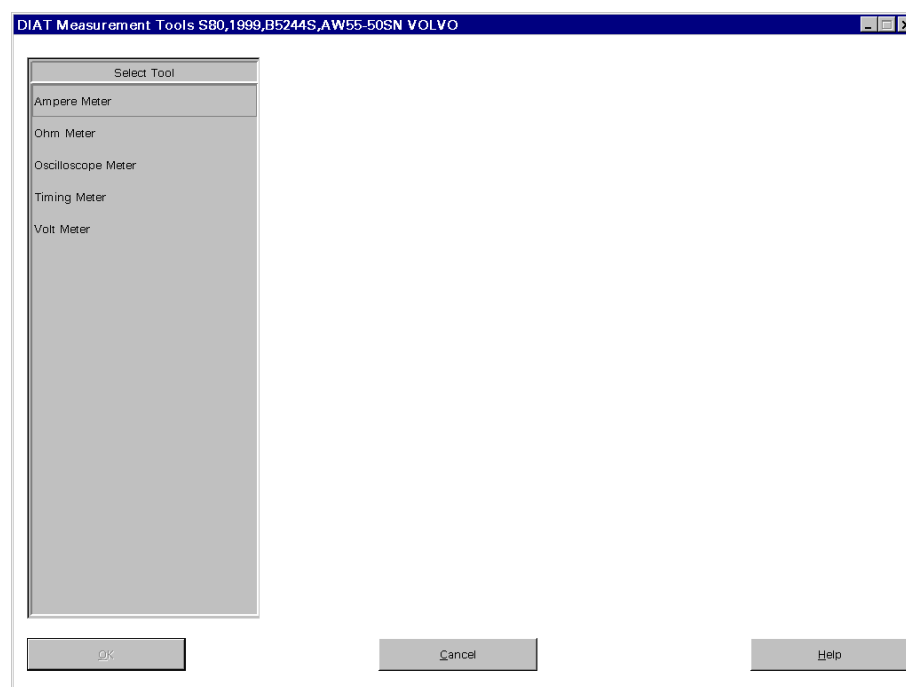 DIAT Measurement Tools S80,1999,B5244S,AW55-50SN VOLVO
Select Tool
Ampere Meter
Ohm Meter
Oscilloscope Meter
Timing Meter
Volt Meter
OK
Cancel
Help